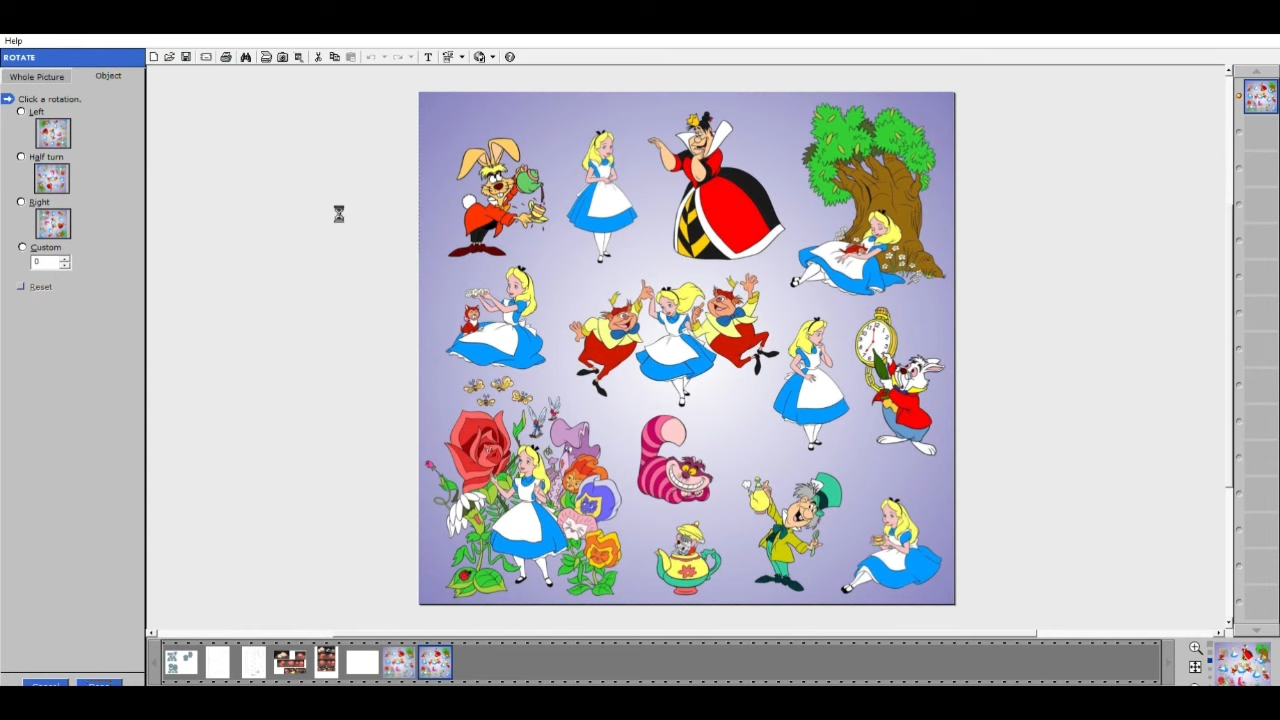 Help
ROTATE
Whole Picture
Object
Click a rotation.
Left
Half turn
Right
Custom
0
Reset
T